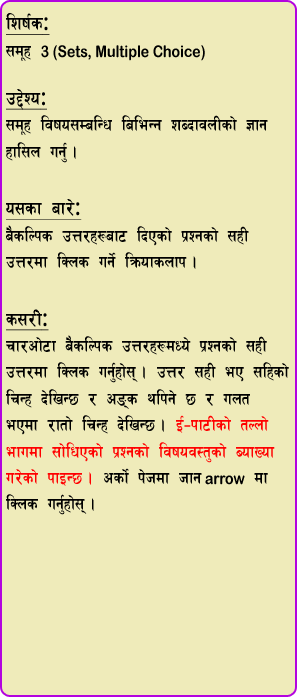 शिर्षक:
समूह 3 (Sets, Multiple Choice)
उद्देश्य:
समूह विषयसम्बन्धि बिभिन्न शब्दावलीको ज्ञान
हासिल गर्नु ।
यसका बारे:
बैकल्पिक उत्तरहरूबाट दिएको प्रश्नको सही
उत्तरमा क्लिक गर्ने क्रियाकलाप ।
कसरी:
चारओटा बैकल्पिक उत्तरहरूमध्ये प्रश्नको सही
उत्तरमा क्लिक गर्नुहोस् । उत्तर सही भए सहिको
चिन्ह देखिन्छ र अङ्क थपिने छ र गलत
भएमा रातो चिन्ह देखिन्छ । ई-पाटीको तल्लो
भागमा सोधिएको प्रश्नको विषयवस्तुको ब्याख्या
गरेको पाइन्छ । अर्को पेजमा जान arrow मा
क्लिक गर्नुहोस् ।